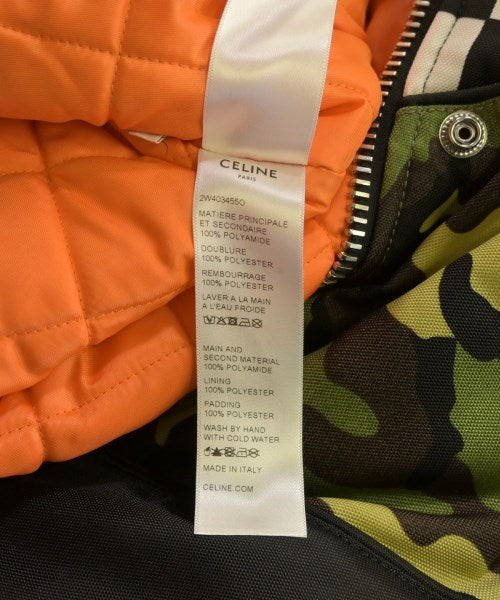 CELINE
PARIS
2W403455O
MATIERE PRINCIPALE
ET SECONDAIRE
100% POLYAMIDE
DOUBLURE
100% POLYESTER
REMBOURRAGE
100% POLYESTER
LAVER A LA MAIN
A L'EAU FROIDE
MAIN AND
SECOND MATERIAL
100% POLYAMIDE
LINING
100% POLYESTER
PADDING
100% POLYESTER
WASH BY HAND
WITH COLD WATER
MADE IN ITALY
CELINE.COM